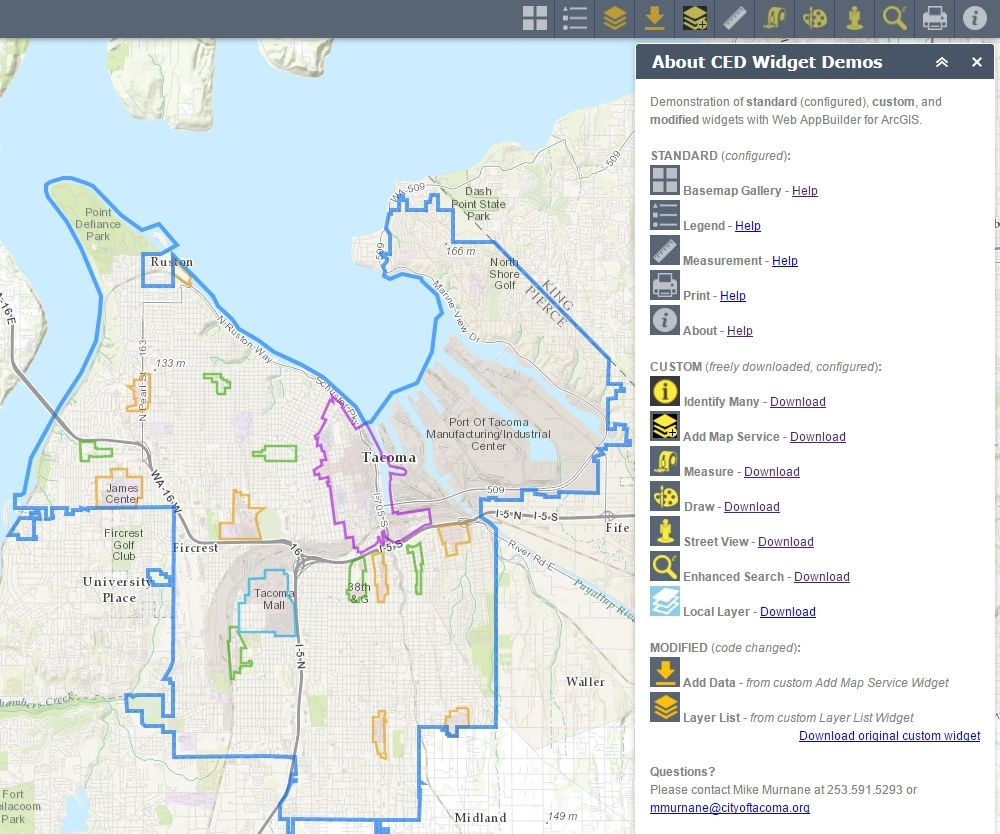 About CED Widget Demos
Demonstration of standard (configured), custom, and
modified widgets with Web AppBuilder for ArcGIS.
STANDARD (configured):
Basemap Gallery - Help
Legend - Help
Measurement - Help
Print - Help
About - Help
CUSTOM (freely downloaded, configured):
Identify Many - Download
Add Map Service - Download
Measure - Download
Draw - Download
Street View - Download
Enhanced Search - Download
Local Layer - Download
MODIFIED (code changed):
Add Data - from custom Add Map Service Widget
Layer List - from custom Layer List Widget
Download original custom widget
Questions?
Please contact Mike Murnane at 253.591.5293 or
mmurnane@cityoftacoma.org
WA-509
509
509
Dash
Point State
Park
Point
Defiance
Park
166 m
Ruston
North
Shore
Golf
KING
PIERCE
Marine View Dr
A-16-E
N Ruston Way
N Pearl St
163
133 m
Schuster Pky
Port Of Tacoma
Manufacturing/Industrial
Center
Tacoma
James
Center
WA-16-W
I-705-S
509
I-5-N
I-5-S
Fife
Fircrest
Golf
Club
Fircrest
16
I-5-S
River Rd E
University
Place
38th
& G
Tacoma
Mall
Puyallup River
I-5-N
Waller
hambers Creek
Fort
eilacoom
Park
Midland
149 m